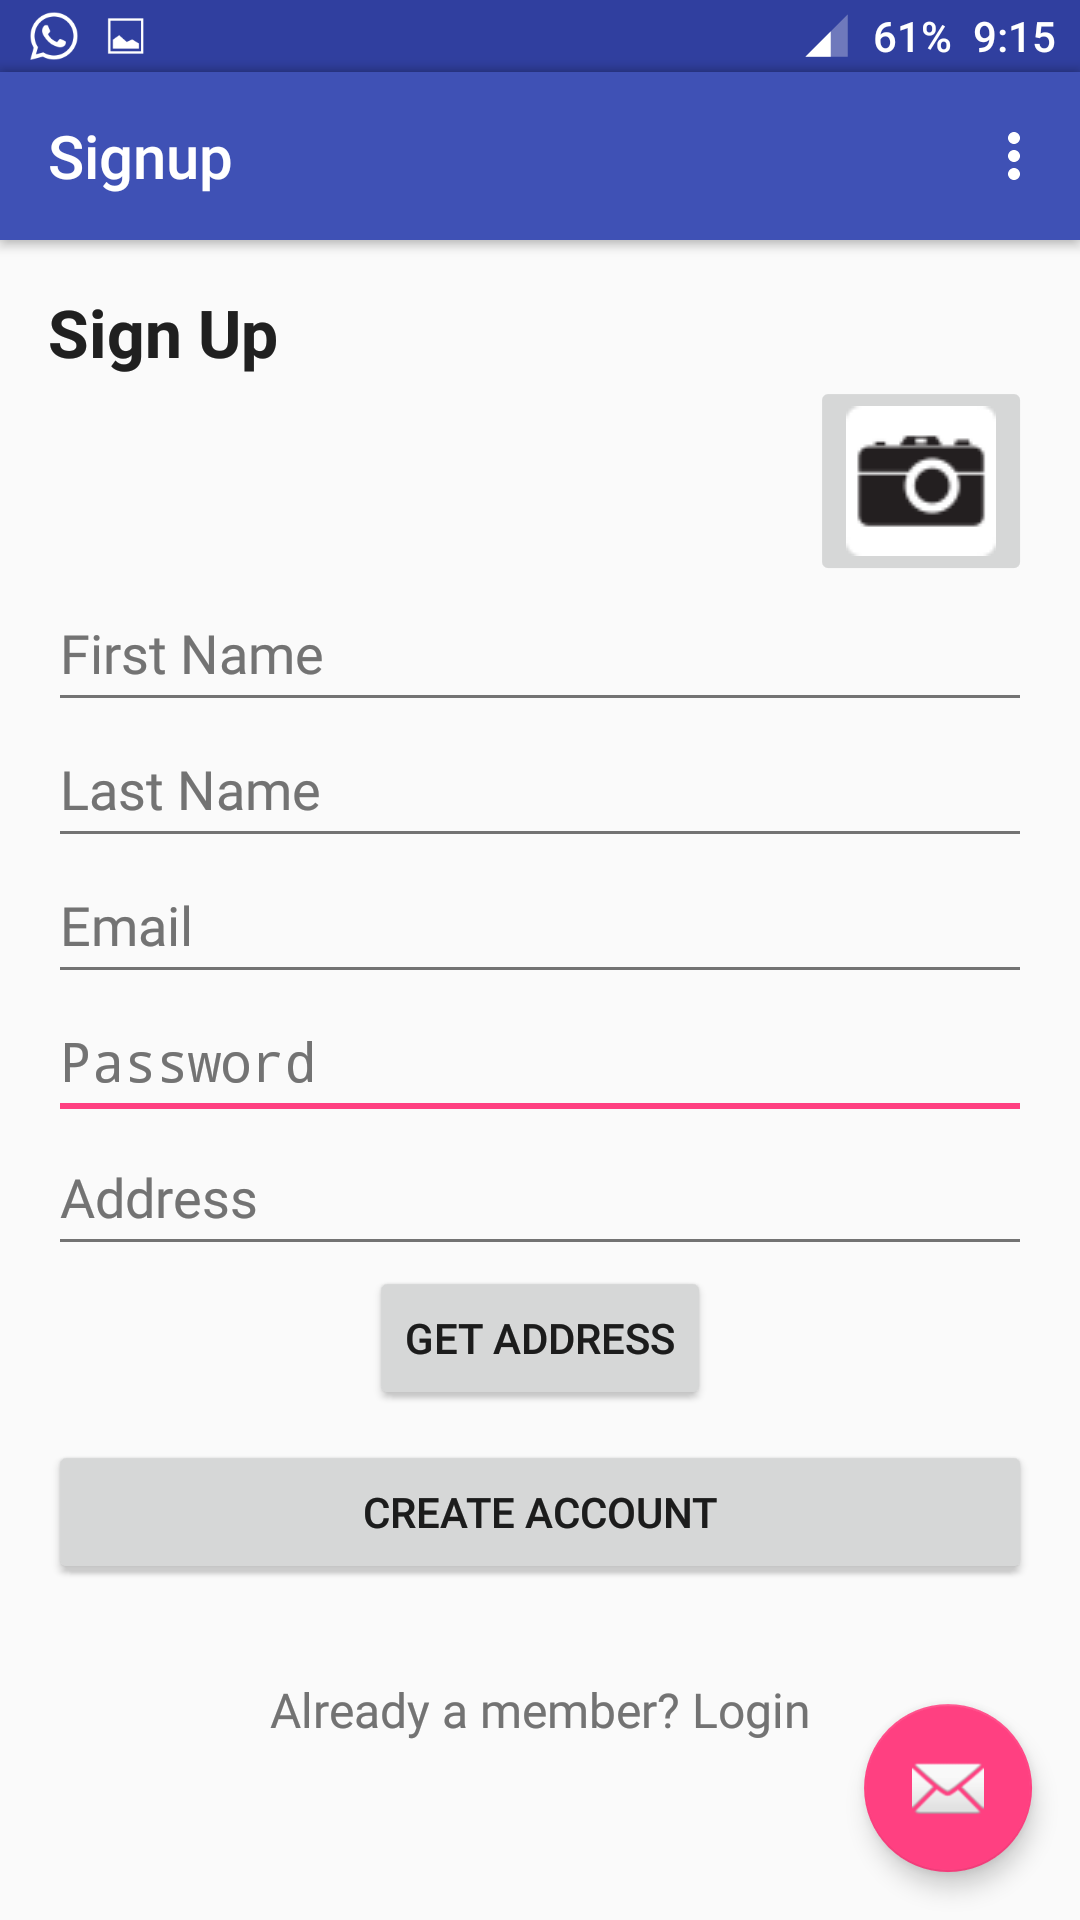 61% 9:15
Signup
Sign Up
First Name
Last Name
Email
Password
Address
GET ADDRESS
CREATE ACCOUNT
Already a member? Login